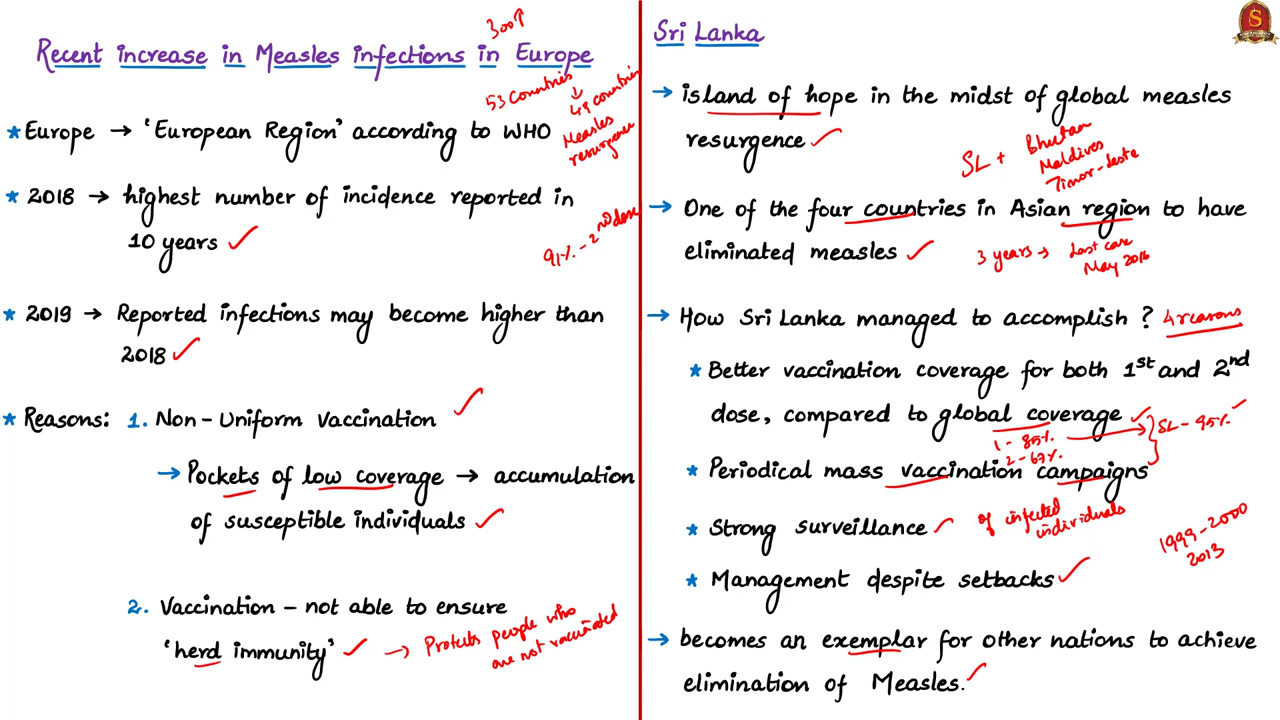 300↑
Recent increase in Measles infections in Europe
53 Countries
↓
49 countries
Measles
resurgence
* Europe → 'European Region' according to WHO
* 2018 → highest number of incidence reported in
10 years
91% - 2nd dose
* 2019 → Reported infections may become higher than
2018
* Reasons: 1. Non-Uniform Vaccination
→ Pockets of low coverage → accumulation
of susceptible individuals
2. Vaccination - not able to ensure
'herd immunity' → Protects people who
are not vaccinated
Sri Lanka
→ island of hope in the midst of global measles
resurgence
SL + Bhutan
Maldives
Timor-Leste
→ One of the four countries in Asian region to have
eliminated measles
3 years → Last case
May 2016
→ How Sri Lanka managed to accomplish? 4 reasons
* Better vaccination coverage for both 1st and 2nd
dose, compared to global coverage
1 - 85%
2 - 67%
SL - 95%
* Periodical mass vaccination campaigns
* Strong surveillance of infected
individuals
1999-2000
2013
* Management despite setbacks
→ becomes an exemplar for other nations to achieve
elimination of Measles.